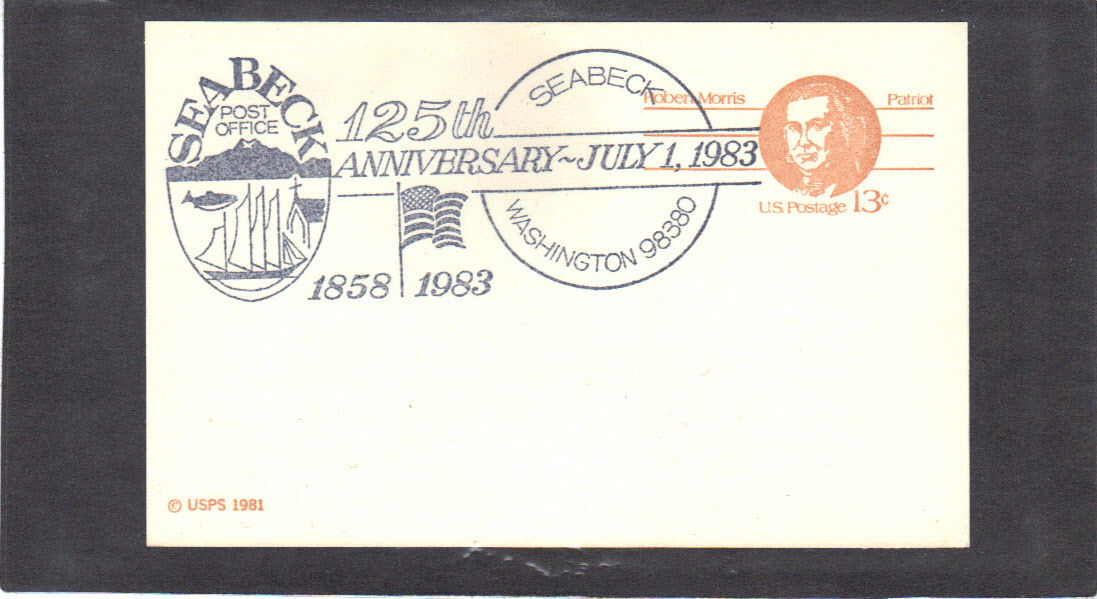 SEABECK
POST
OFFICE
125th
ANNIVERSARY~JULY 1, 1983
1858 1983
SEABECK
WASHINGTON 98380
Robert Morris Patriot
U.S. Postage 13c
© USPS 1981